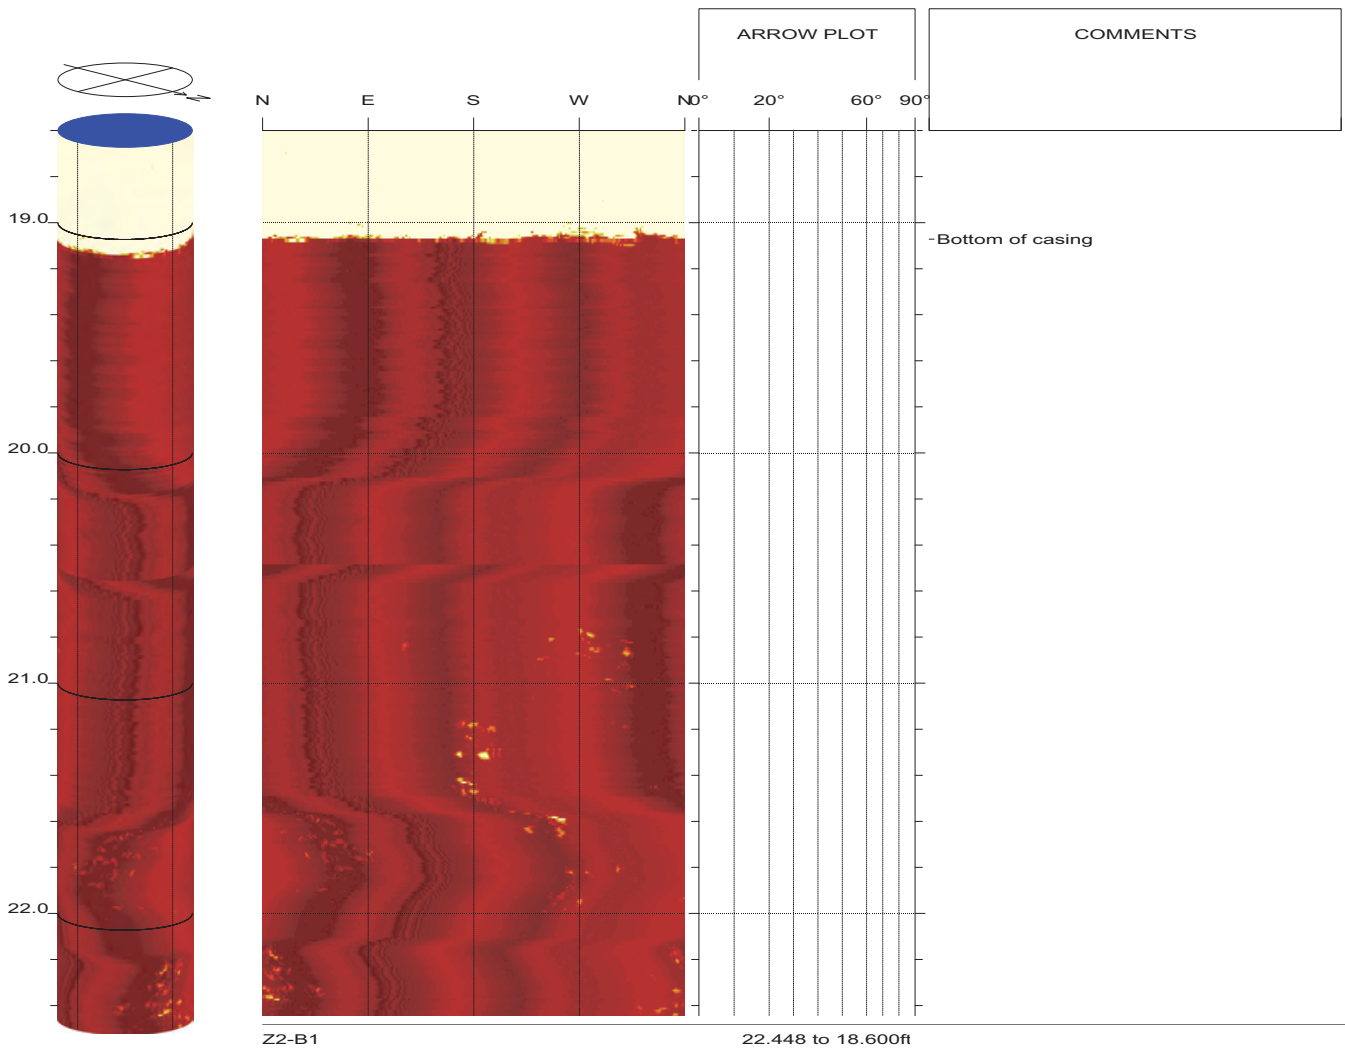 ARROW PLOT COMMENTS
N E S W N 0° 20° 60° 90°
19.0
Bottom of casing
20.0
21.0
22.0
Z2-B1 22.448 to 18.600ft